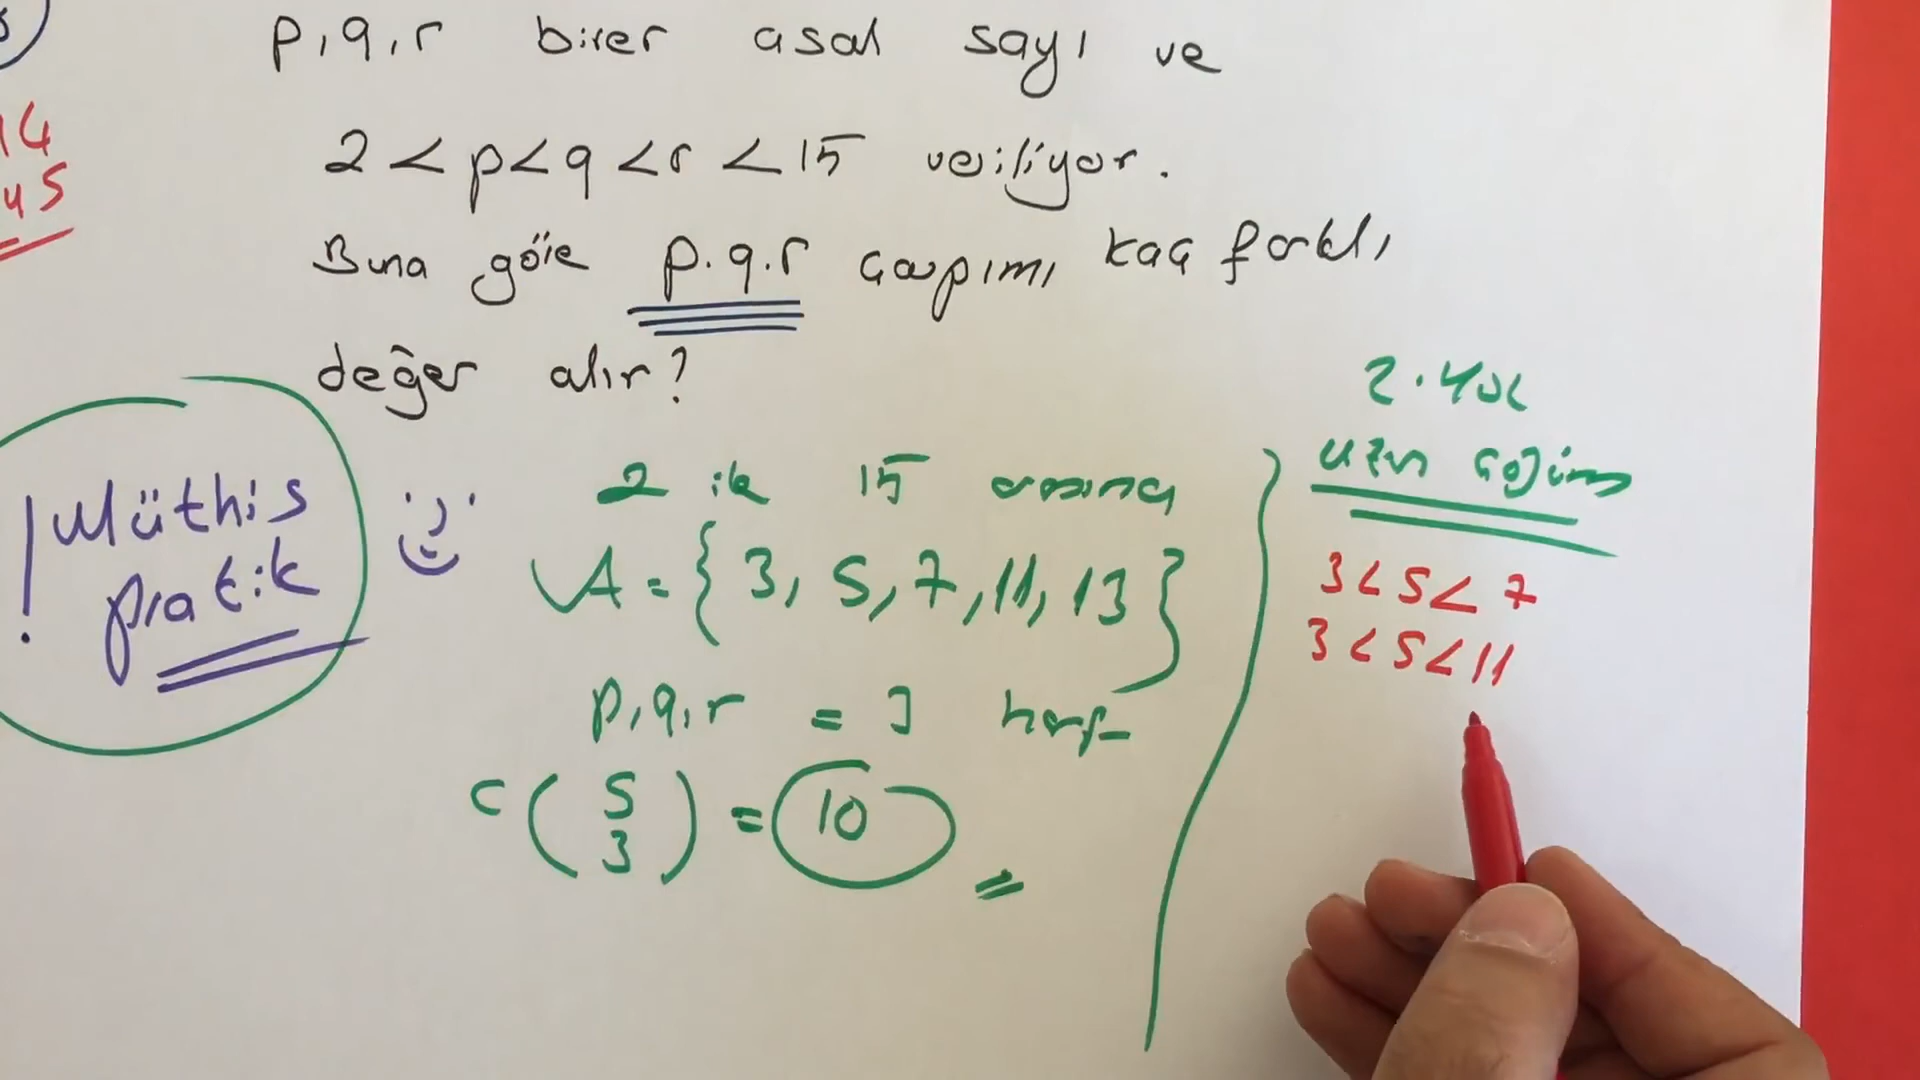 p, q, r birer asal sayı ve
2 < p < q < r < 15 veriliyor.
Buna göre p.q.r çarpımı kaç farklı
değer alır?
14
45
! Müthiş
pratik
2 ile 15 arasında
A = { 3, 5, 7, 11, 13 }
p, q, r = 3 harf
C ( 5 3 ) = 10
2. YOL
uzun çözüm
3 < 5 < 7
3 < 5 < 11